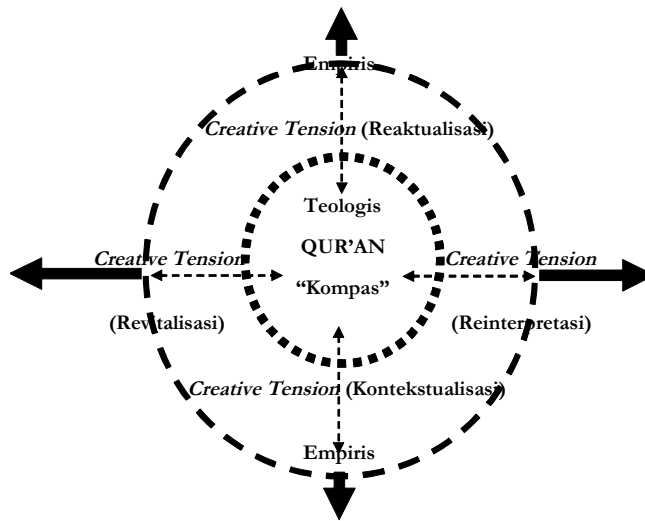 Empiris
Creative Tension (Reaktualisasi)
Teologis
QUR’AN
“Kompas”
Creative Tension
(Revitalisasi)
Creative Tension
(Reinterpretasi)
Creative Tension (Kontekstualisasi)
Empiris